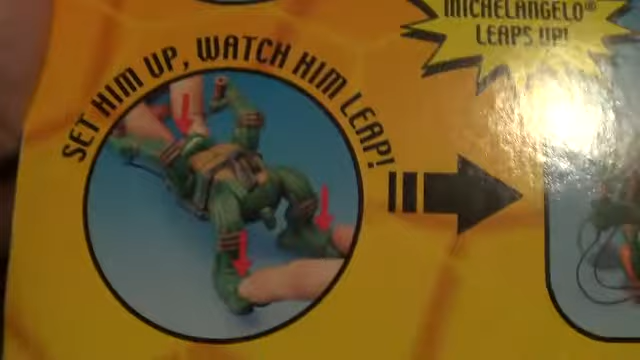 MICHELANGELO®
LEAPS UP!
SET HIM UP, WATCH HIM LEAP!